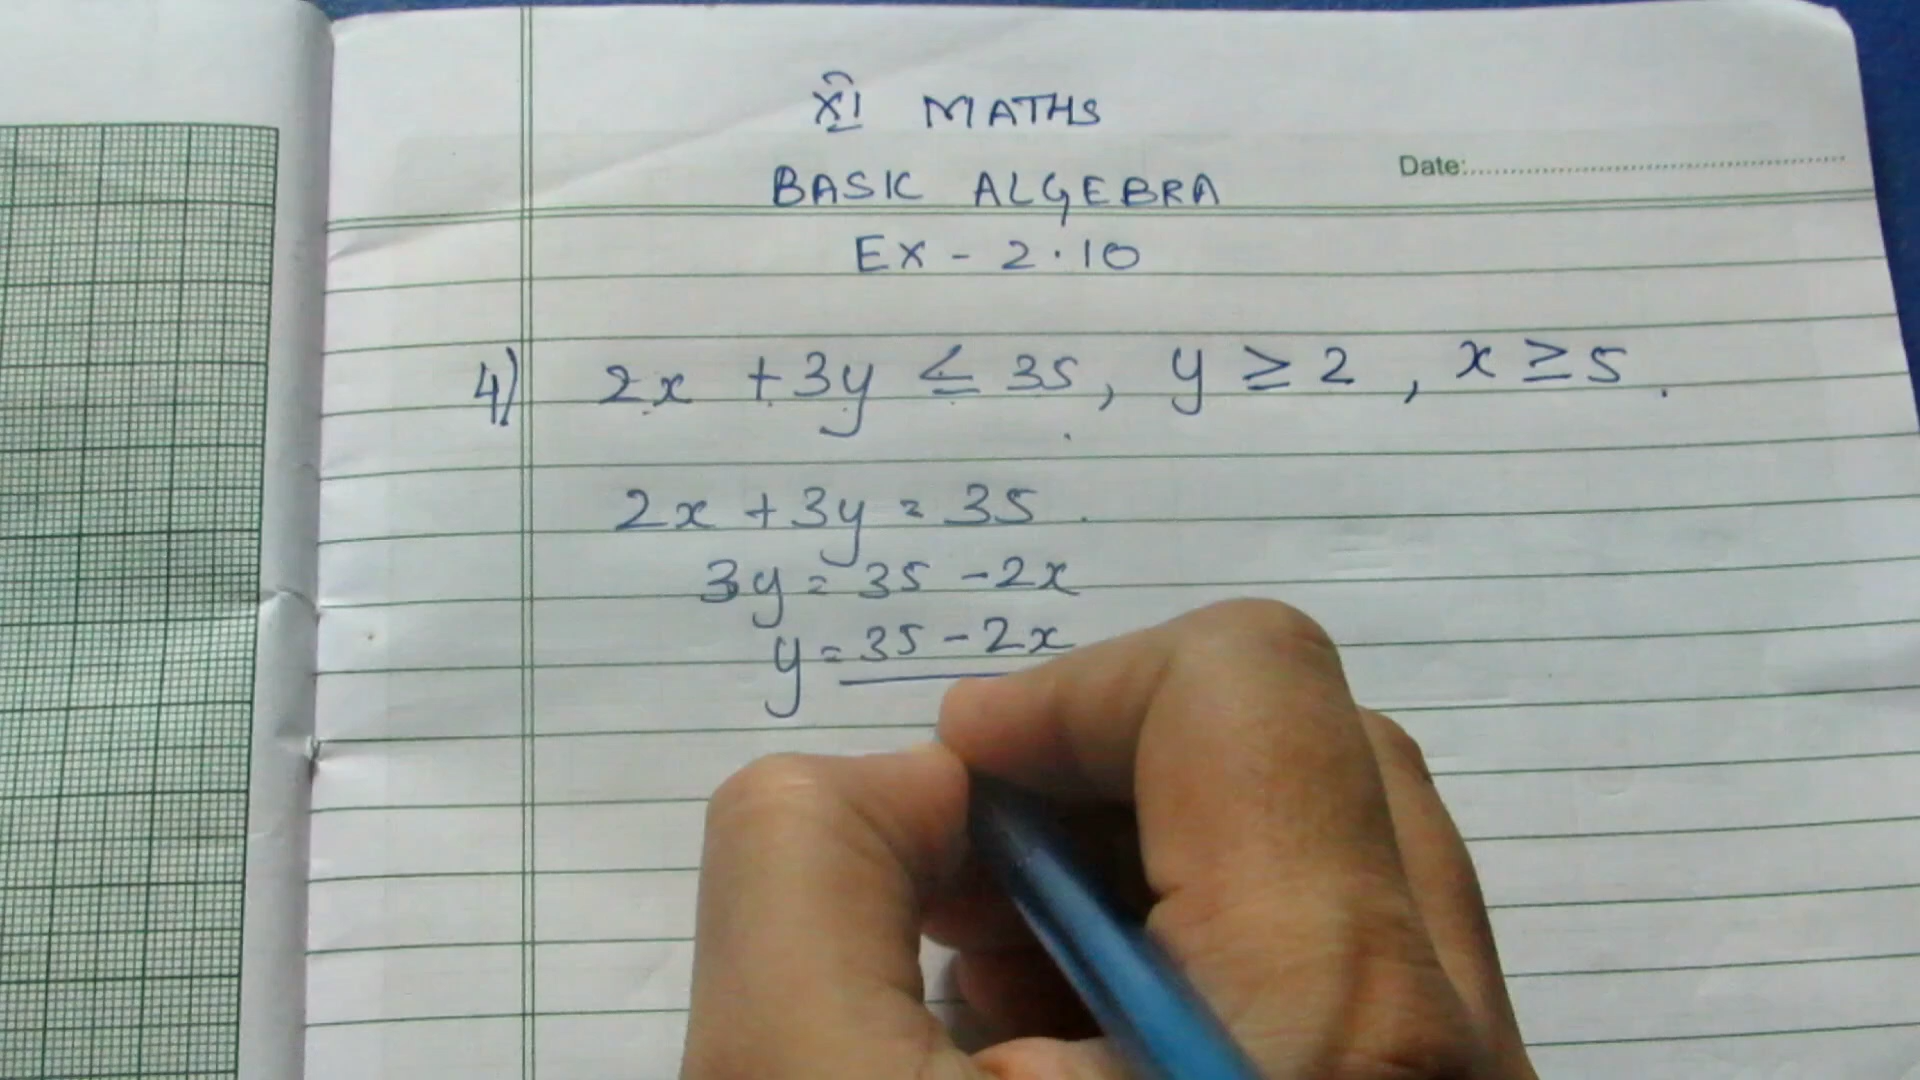 XI MATHS
Date:
BASIC ALGEBRA
EX - 2.10
4) 2x + 3y ≤ 35, y ≥ 2, x ≥ 5.
2x + 3y = 35.
3y = 35 - 2x
y = 35 - 2x